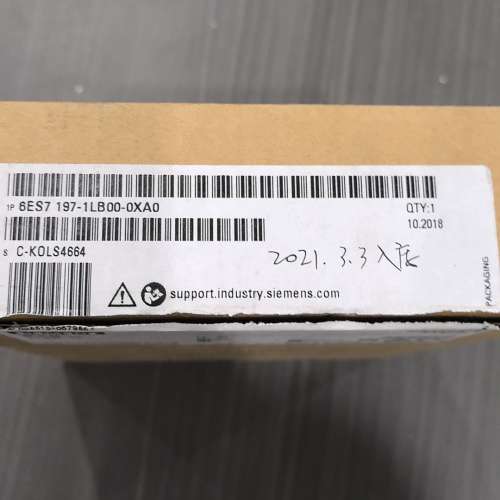 1P 6ES7 197-1LB00-0XA0
QTY:1
10.2018
S C-KOLS4664
2021.3.3入库
support.industry.siemens.com
PACKAGING